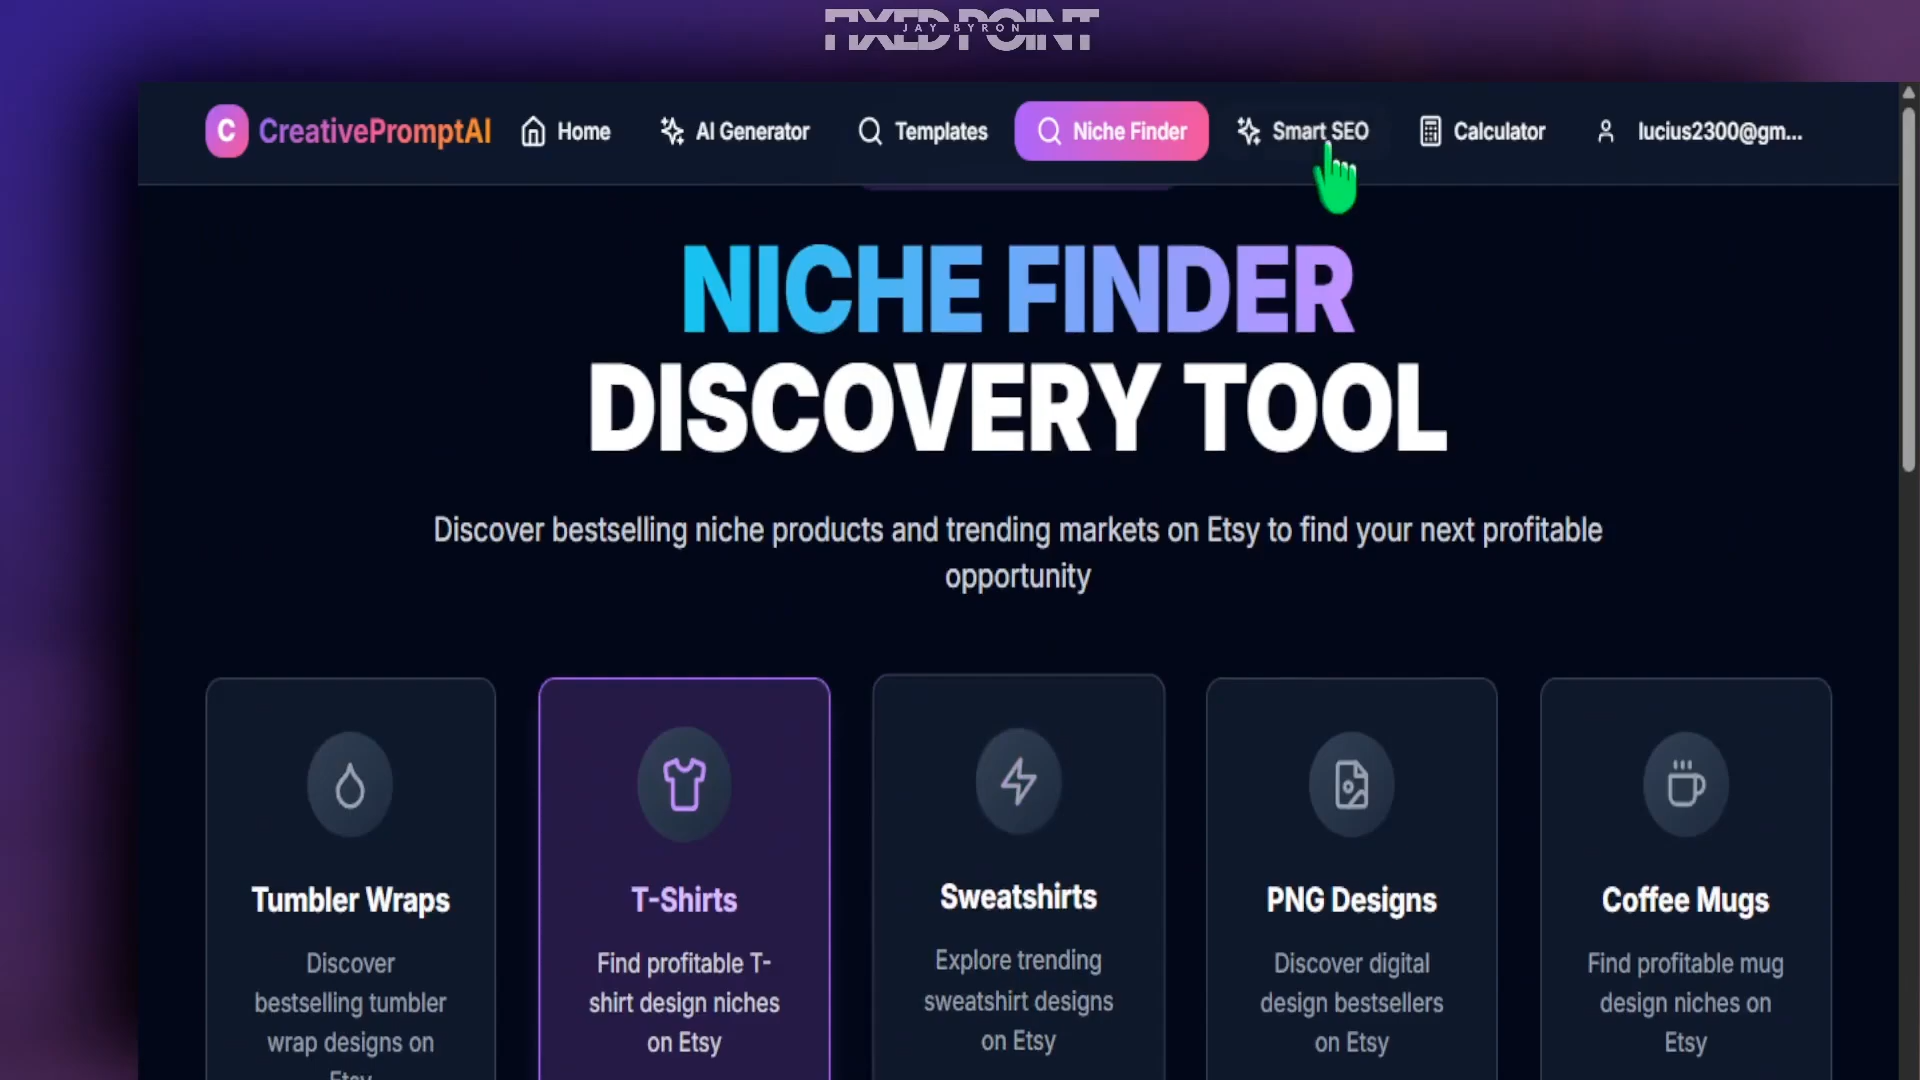 FIXED POINT
JAY BYRON
C CreativePromptAI Home AI Generator Templates Niche Finder Smart SEO Calculator lucius2300@gm...
NICHE FINDER
DISCOVERY TOOL
Discover bestselling niche products and trending markets on Etsy to find your next profitable
opportunity
Tumbler Wraps
Discover
bestselling tumbler
wrap designs on
Etsy
T-Shirts
Find profitable T-
shirt design niches
on Etsy
Sweatshirts
Explore trending
sweatshirt designs
on Etsy
PNG Designs
Discover digital
design bestsellers
on Etsy
Coffee Mugs
Find profitable mug
design niches on
Etsy